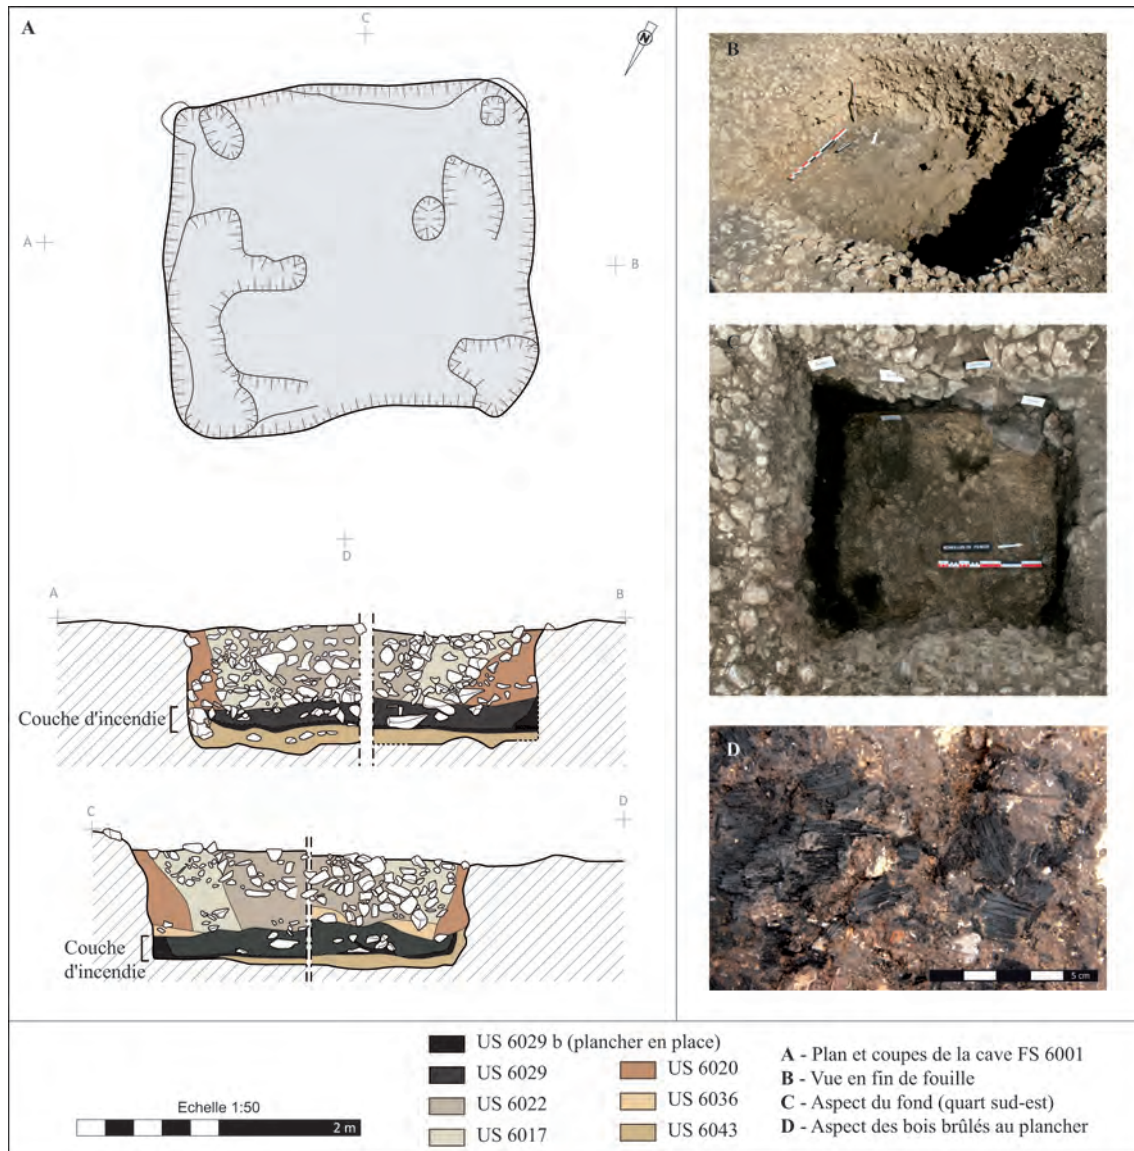 A
C
N
A
B
D
A
B
Couche d'incendie
C
D
Couche
d'incendie
B
C
D
5 cm
Echelle 1:50
2 m
US 6029 b (plancher en place)
US 6029
US 6022
US 6017
US 6020
US 6036
US 6043
A - Plan et coupes de la cave FS 6001
B - Vue en fin de fouille
C - Aspect du fond (quart sud-est)
D - Aspect des bois brûlés au plancher